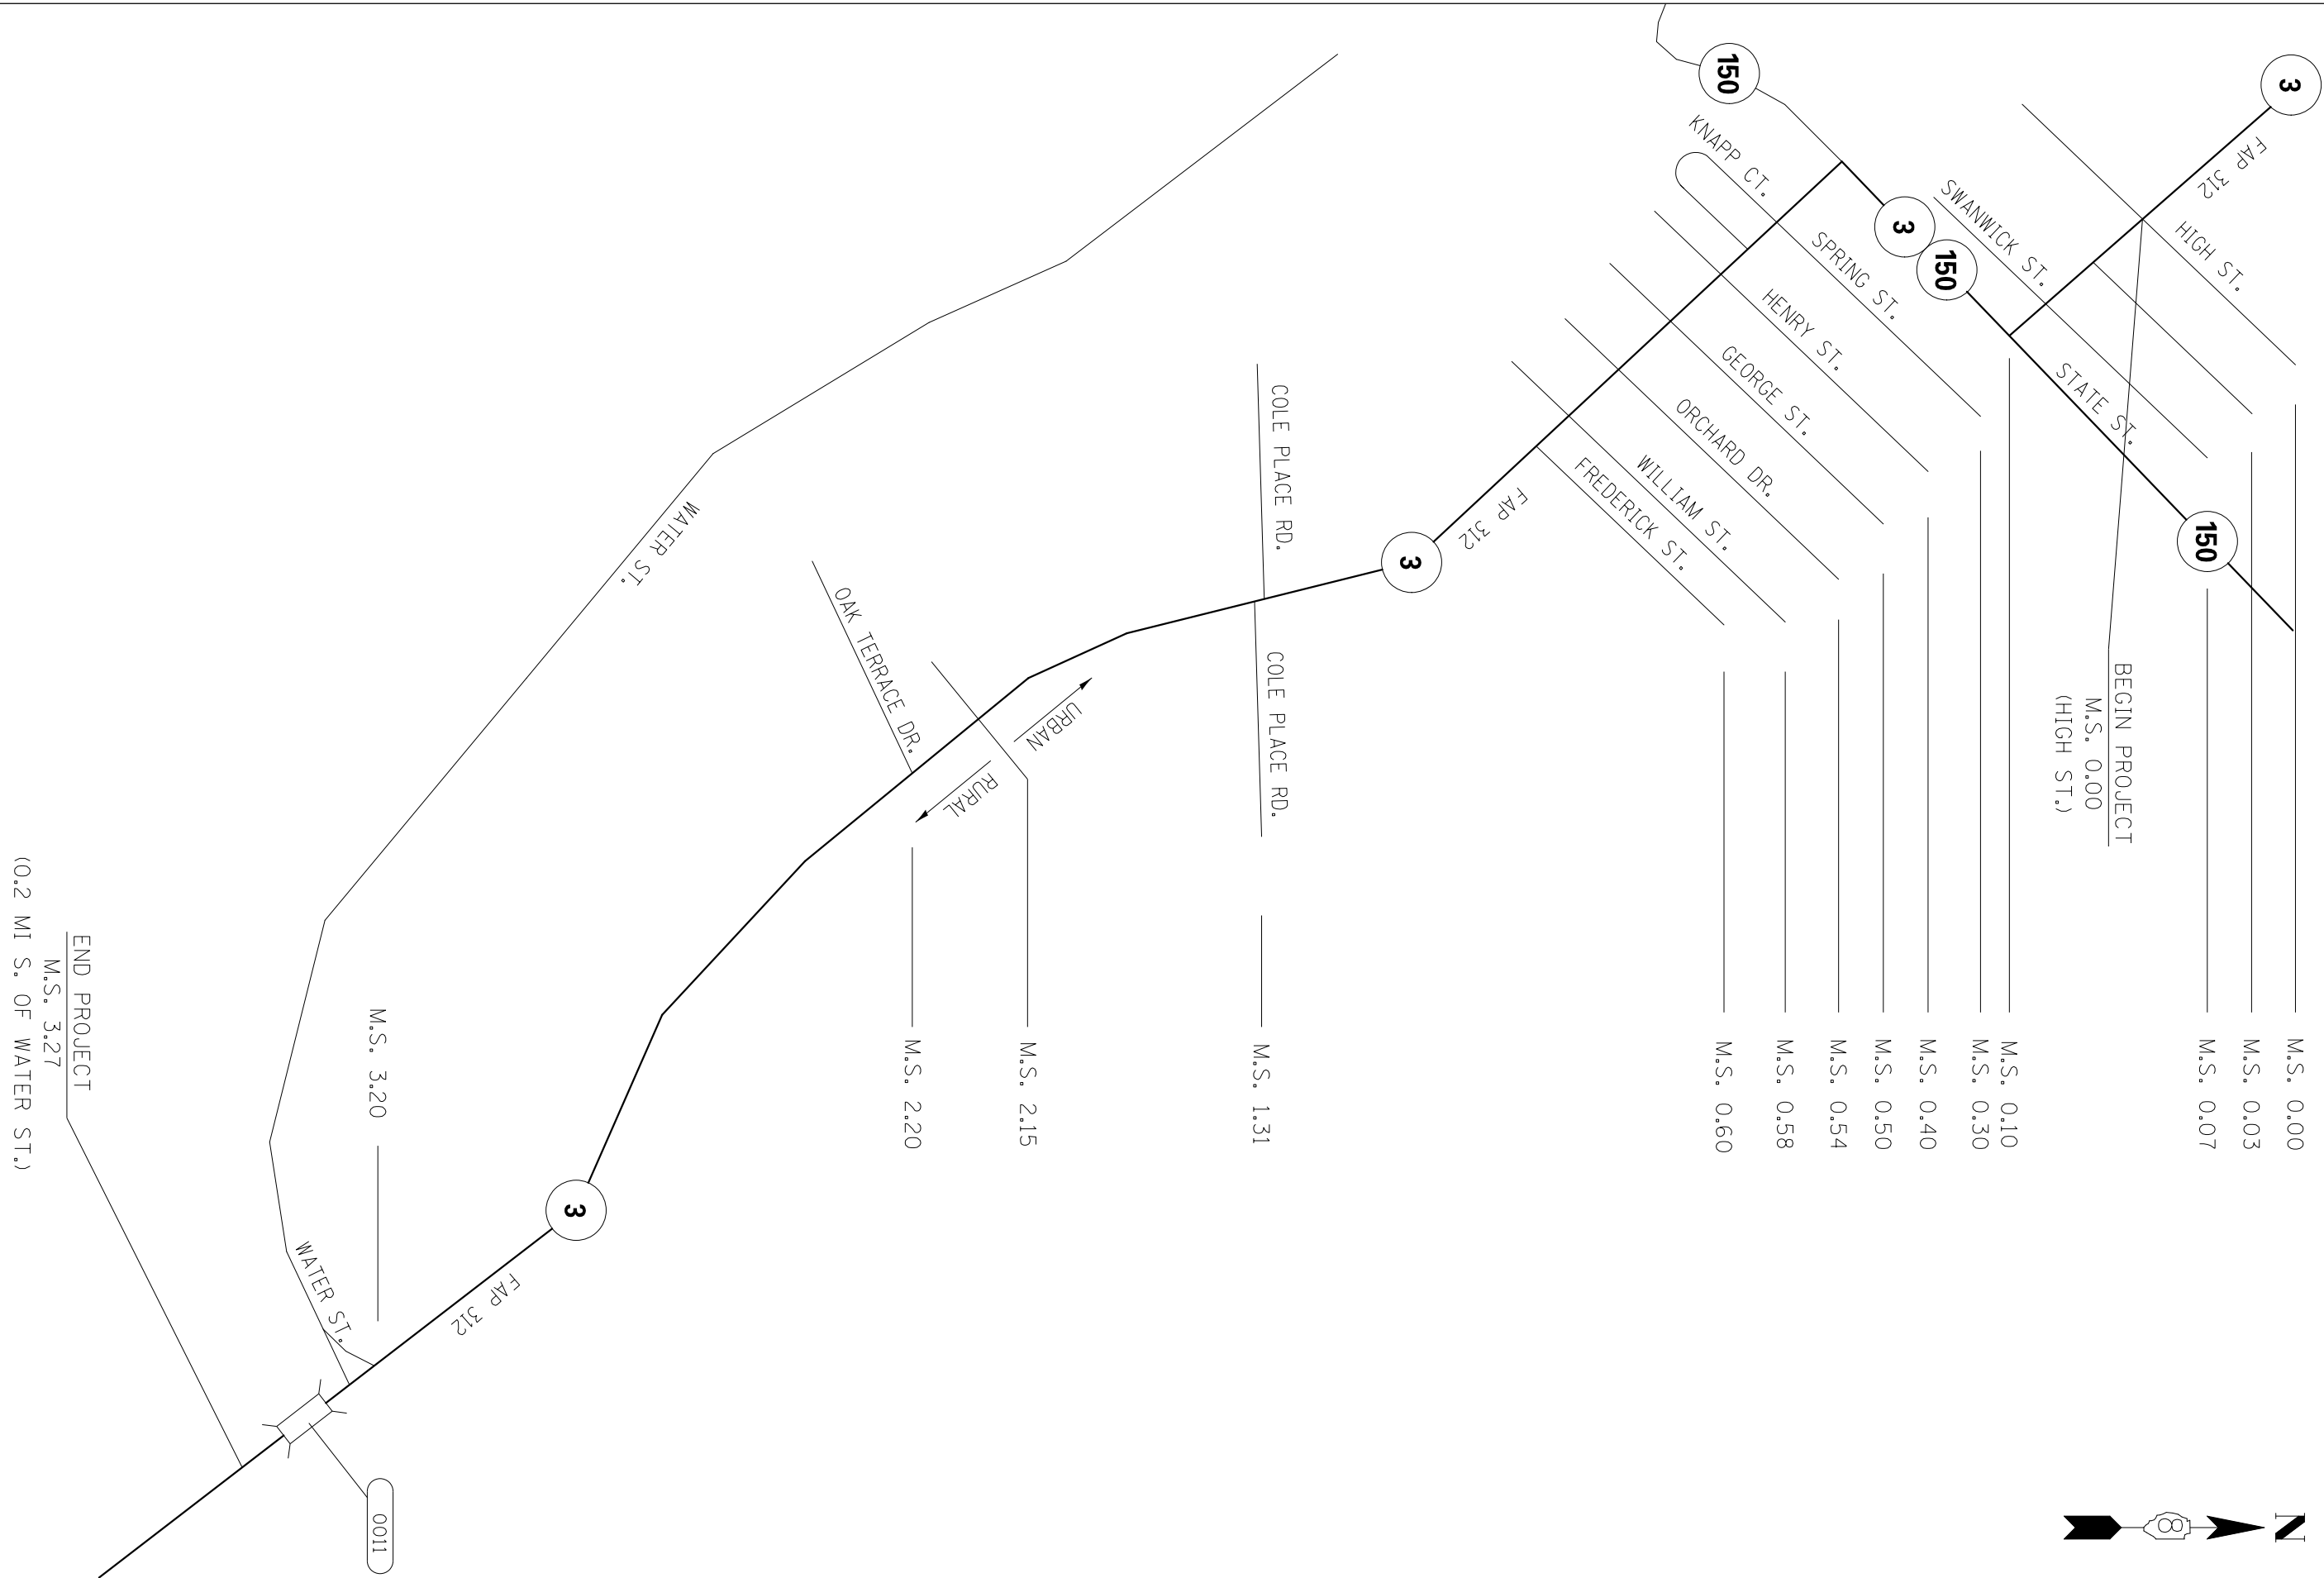 3
FAP 312
HIGH ST.
M.S. 0.00
M.S. 0.03
SWANWICK ST.
M.S. 0.07
STATE ST.
150
BEGIN PROJECT
M.S. 0.00
(HIGH ST.)
M.S. 0.10
150
3
150
KNAPP CT.
SPRING ST.
M.S. 0.30
HENRY ST.
M.S. 0.40
GEORGE ST.
M.S. 0.50
ORCHARD DR.
M.S. 0.54
WILLIAM ST.
M.S. 0.58
FREDERICK ST.
M.S. 0.60
FAP 312
3
COLE PLACE RD.
COLE PLACE RD.
M.S. 1.31
URBAN
RURAL
M.S. 2.15
OAK TERRACE DR.
M.S. 2.20
WATER ST.
3
FAP 312
M.S. 3.20
WATER ST.
0011
END PROJECT
M.S. 3.27
(0.2 MI S. OF WATER ST.)
N
8